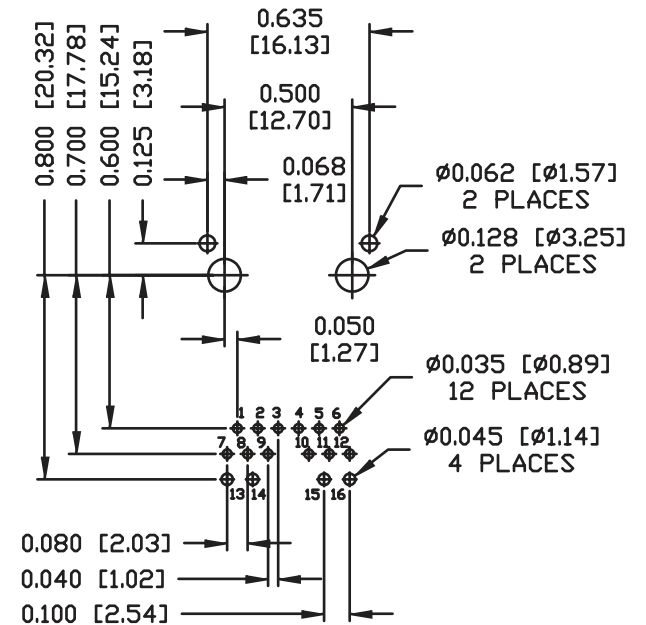 0.635
[16.13]
0.500
[12.70]
0.068
[1.71]
0.800 [20.32]
0.700 [17.78]
0.600 [15.24]
0.125 [3.18]
Ø0.062 [Ø1.57]
2 PLACES
Ø0.128 [Ø3.25]
2 PLACES
0.050
[1.27]
Ø0.035 [Ø0.89]
12 PLACES
1 2 3 4 5 6
Ø0.045 [Ø1.14]
4 PLACES
7 8 9 10 11 12
13 14 15 16
0.080 [2.03]
0.040 [1.02]
0.100 [2.54]